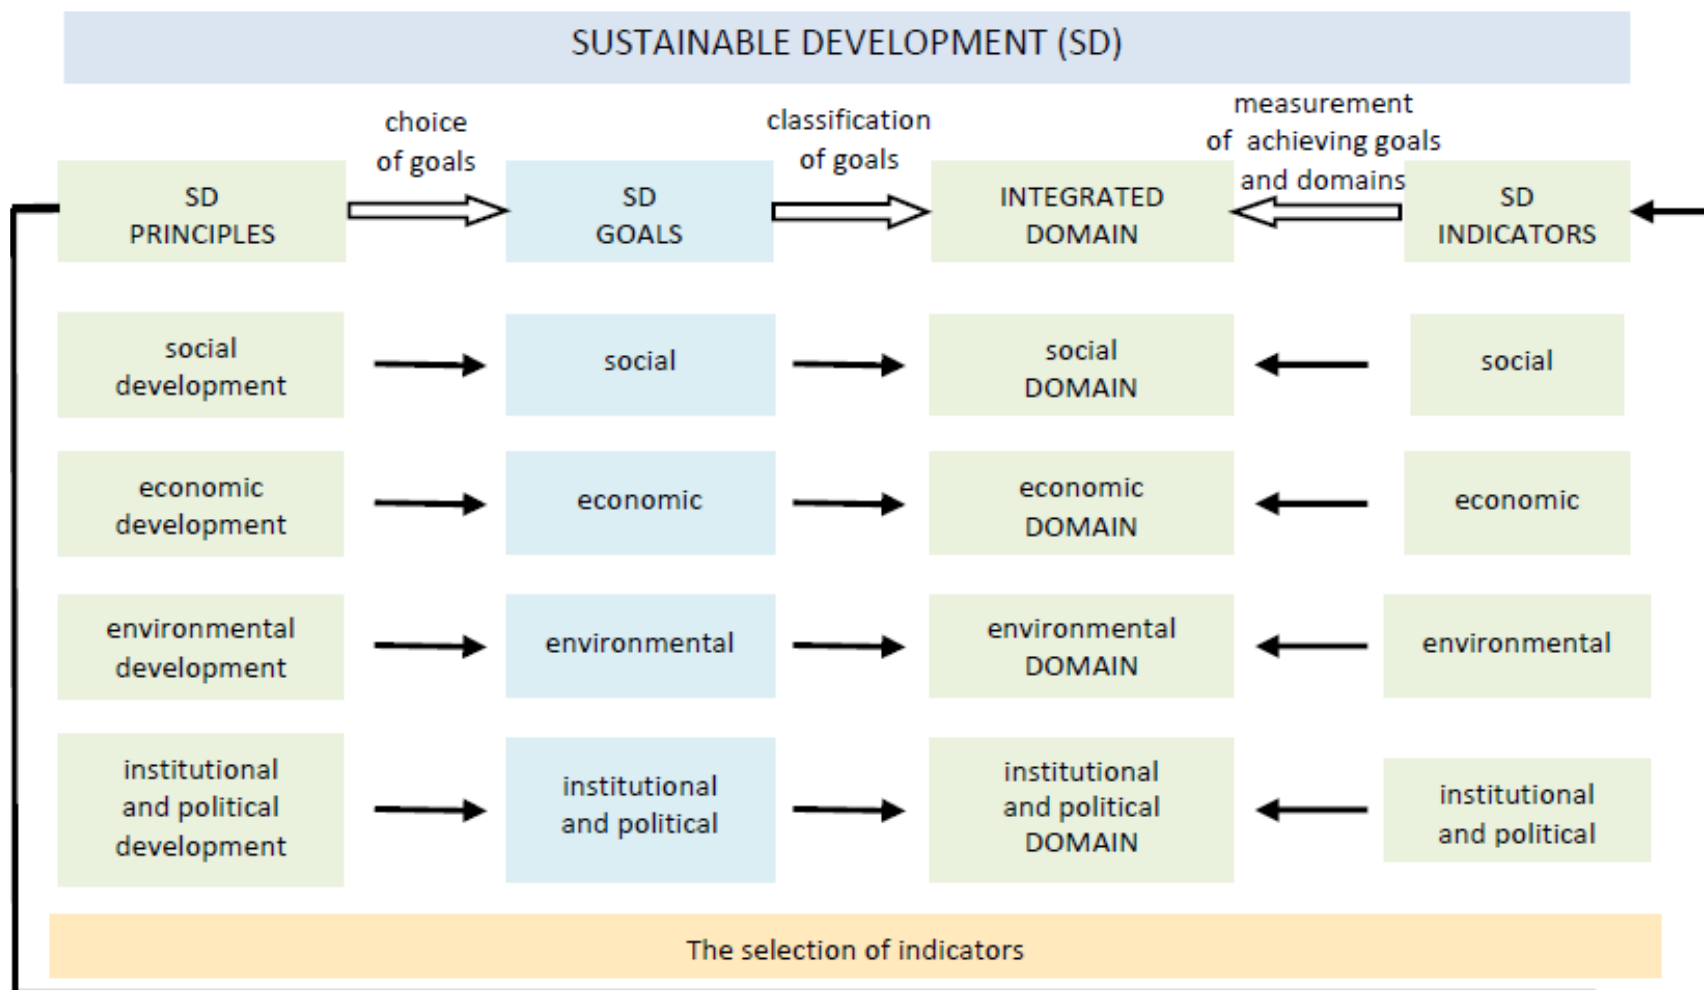 SUSTAINABLE DEVELOPMENT (SD)
choice
of goals
classification
of goals
measurement
of achieving goals
and domains
SD
PRINCIPLES
SD
GOALS
INTEGRATED
DOMAIN
SD
INDICATORS
social
development
social
social
DOMAIN
social
economic
development
economic
economic
DOMAIN
economic
environmental
development
environmental
environmental
DOMAIN
environmental
institutional
and political
development
institutional
and political
institutional
and political
DOMAIN
institutional
and political
The selection of indicators